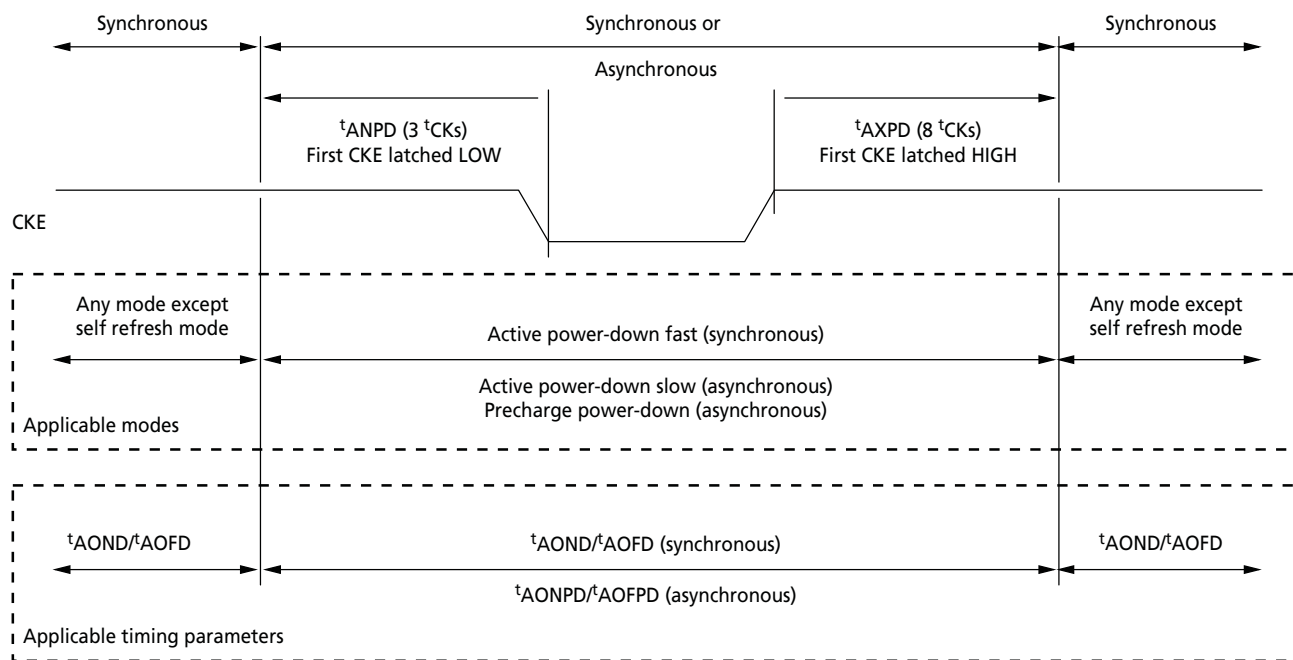 Synchronous
Synchronous or
Synchronous
Asynchronous
tANPD (3 tCKs)
First CKE latched LOW
tAXPD (8 tCKs)
First CKE latched HIGH
CKE
Any mode except
self refresh mode
Active power-down fast (synchronous)
Any mode except
self refresh mode
Active power-down slow (asynchronous)
Precharge power-down (asynchronous)
Applicable modes
tAOND/tAOFD
tAOND/tAOFD (synchronous)
tAOND/tAOFD
tAONPD/tAOFPD (asynchronous)
Applicable timing parameters